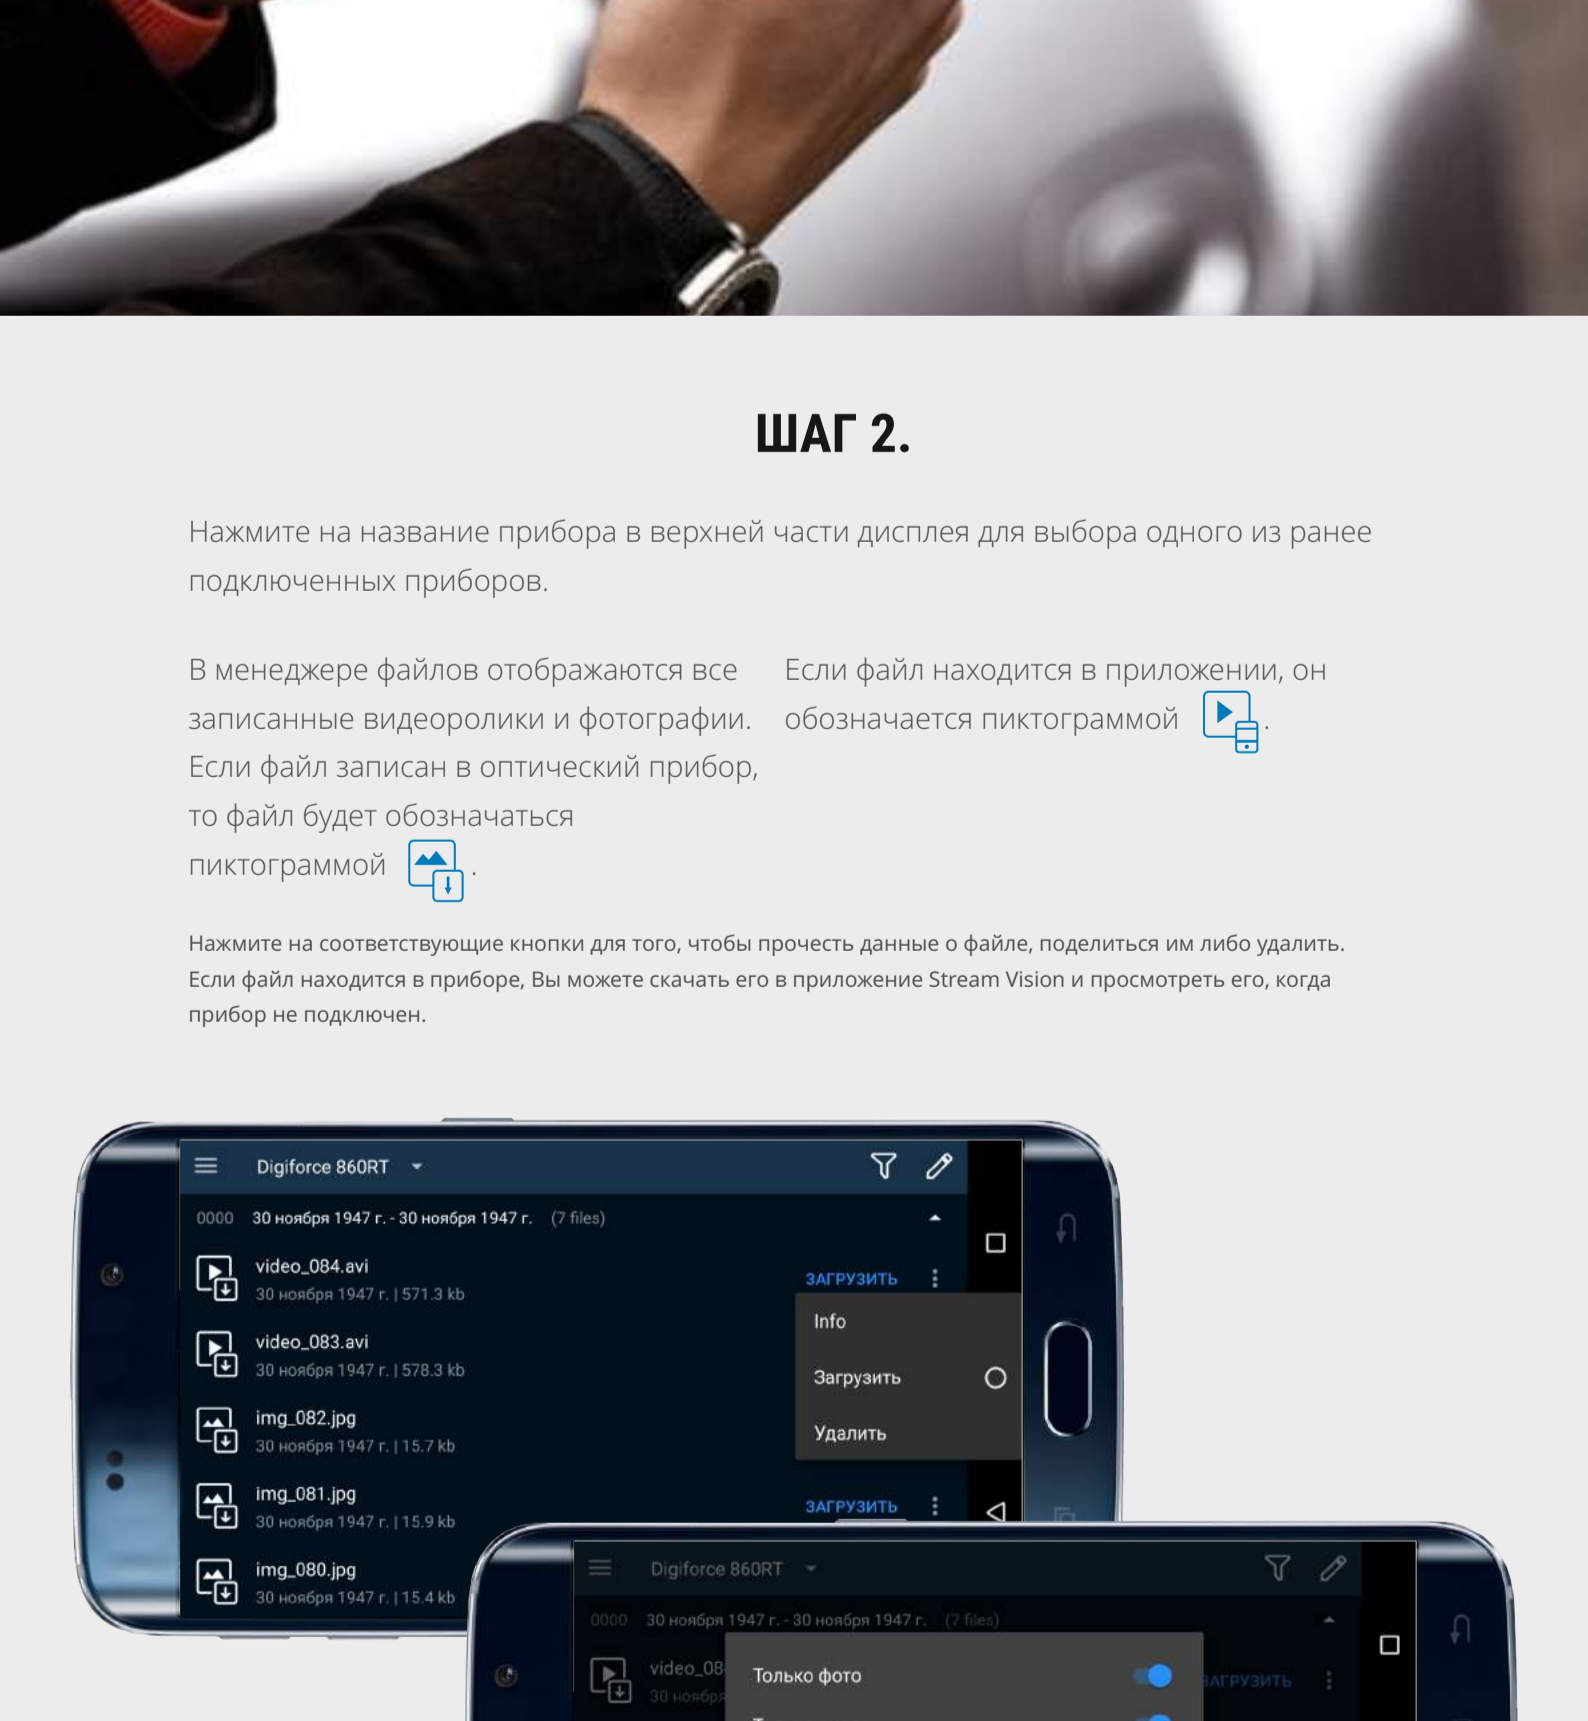 ШАГ 2.
Нажмите на название прибора в верхней части дисплея для выбора одного из ранее
подключенных приборов.
В менеджере файлов отображаются все
записанные видеоролики и фотографии.
Если файл записан в оптический прибор,
то файл будет обозначаться
пиктограммой .
Если файл находится в приложении, он
обозначается пиктограммой .
Нажмите на соответствующие кнопки для того, чтобы прочесть данные о файле, поделиться им либо удалить.
Если файл находится в приборе, Вы можете скачать его в приложение Stream Vision и просмотреть его, когда
прибор не подключен.
Digiforce 860RT
0000 30 ноября 1947 г. - 30 ноября 1947 г. (7 files)
video_084.avi
30 ноября 1947 г. | 571.3 kb
ЗАГРУЗИТЬ
Info
Загрузить
Удалить
video_083.avi
30 ноября 1947 г. | 578.3 kb
img_082.jpg
30 ноября 1947 г. | 15.7 kb
img_081.jpg
30 ноября 1947 г. | 15.9 kb
ЗАГРУЗИТЬ
img_080.jpg
30 ноября 1947 г. | 15.4 kb
Digiforce 860RT
0000 30 ноября 1947 г. - 30 ноября 1947 г. (7 files)
video_08
30 ноября
Только фото
ЗАГРУЗИТЬ